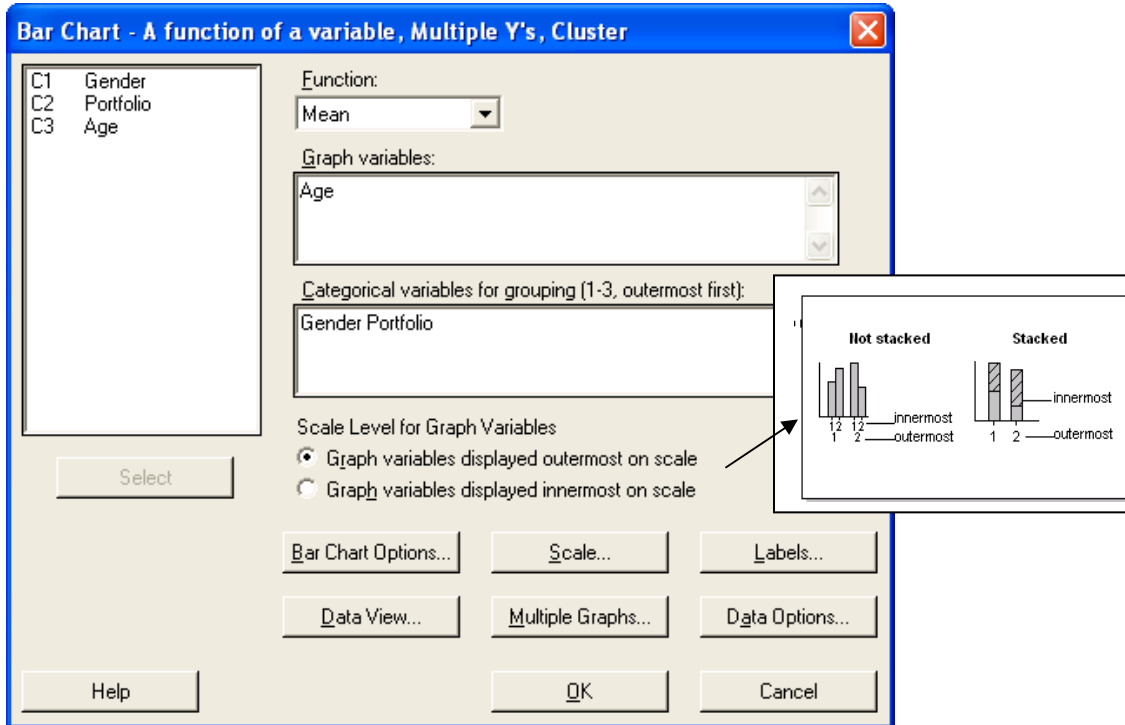 Bar Chart - A function of a variable, Multiple Y's, Cluster
C1 Gender
C2 Portfolio
C3 Age
Function:
Mean
Graph variables:
Age
Categorical variables for grouping (1-3, outermost first):
Gender Portfolio
Scale Level for Graph Variables
Graph variables displayed outermost on scale
Graph variables displayed innermost on scale
Select
Not stacked
Stacked
12 12 innermost
1 2 outermost
innermost
1 2 outermost
Bar Chart Options...
Scale...
Labels...
Data View...
Multiple Graphs...
Data Options...
Help
OK
Cancel